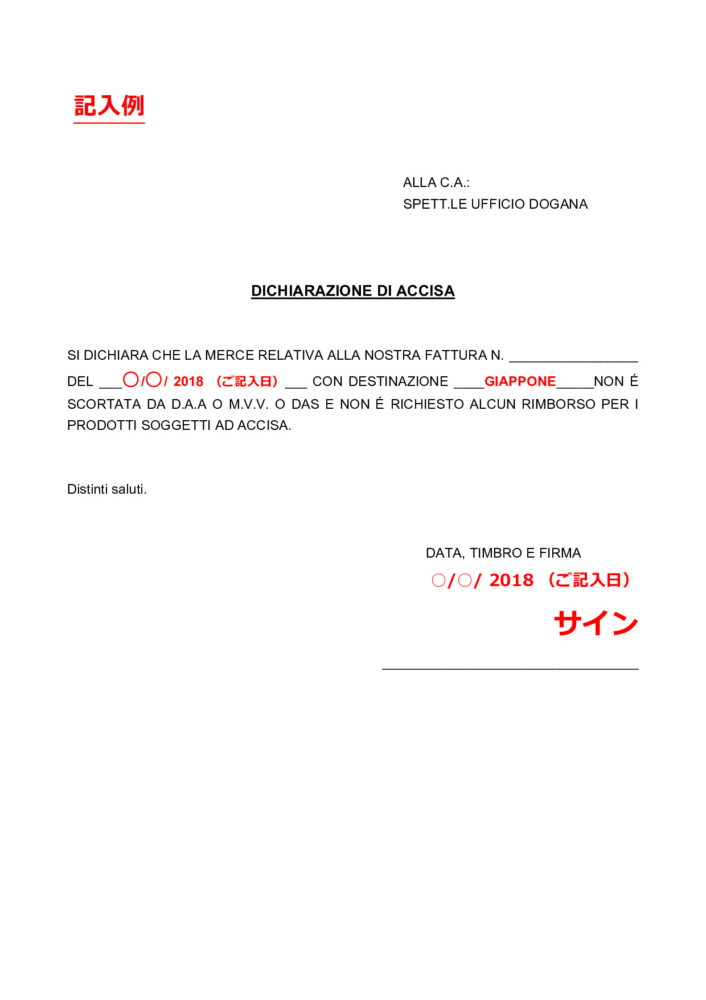 記入例
ALLA C.A.:
SPETT.LE UFFICIO DOGANA
DICHIARAZIONE DI ACCISA
SI DICHIARA CHE LA MERCE RELATIVA ALLA NOSTRA FATTURA N. _________________
DEL ___○/○/ 2018 （ご記入日）___ CON DESTINAZIONE ____GIAPPONE_____NON É
SCORTATA DA D.A.A O M.V.V. O DAS E NON É RICHIESTO ALCUN RIMBORSO PER I
PRODOTTI SOGGETTI AD ACCISA.
Distinti saluti.
DATA, TIMBRO E FIRMA
○/○/ 2018 （ご記入日）
サイン
__________________________________